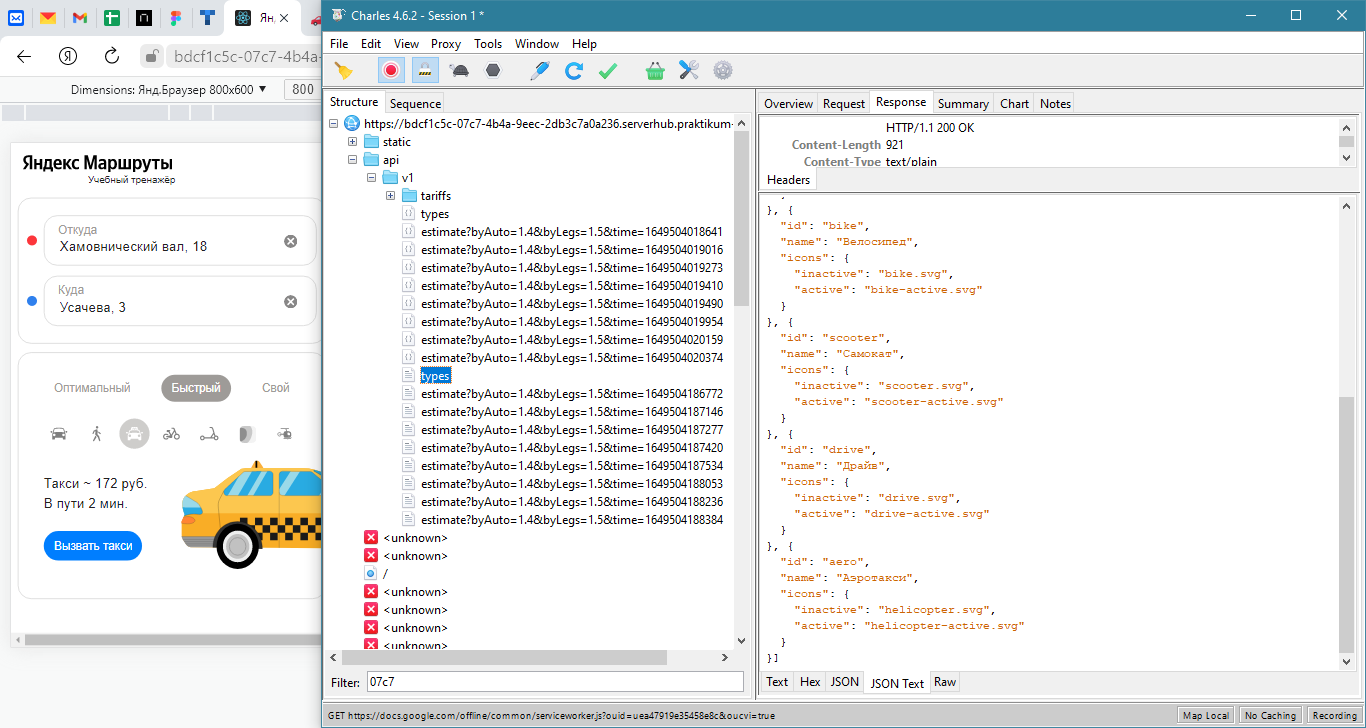 Ян,
bdcf1c5c-07c7-4b4a-
Dimensions: Янд.Браузер 800x600 ▼ 800
Яндекс Маршруты
Учебный тренажёр
Откуда
Хамовнический вал, 18
Куда
Усачева, 3
Оптимальный Быстрый Свой
Такси ~ 172 руб.
В пути 2 мин.
Вызвать такси
Charles 4.6.2 - Session 1 *
File Edit View Proxy Tools Window Help
Structure Sequence
https://bdcf1c5c-07c7-4b4a-9eec-2db3c7a0a236.serverhub.praktikum-
static
api
v1
tariffs
types
estimate?byAuto=1.4&byLegs=1.5&time=1649504018641
estimate?byAuto=1.4&byLegs=1.5&time=1649504019016
estimate?byAuto=1.4&byLegs=1.5&time=1649504019273
estimate?byAuto=1.4&byLegs=1.5&time=1649504019410
estimate?byAuto=1.4&byLegs=1.5&time=1649504019490
estimate?byAuto=1.4&byLegs=1.5&time=1649504019954
estimate?byAuto=1.4&byLegs=1.5&time=1649504020159
estimate?byAuto=1.4&byLegs=1.5&time=1649504020374
types
estimate?byAuto=1.4&byLegs=1.5&time=1649504186772
estimate?byAuto=1.4&byLegs=1.5&time=1649504187146
estimate?byAuto=1.4&byLegs=1.5&time=1649504187277
estimate?byAuto=1.4&byLegs=1.5&time=1649504187420
estimate?byAuto=1.4&byLegs=1.5&time=1649504187534
estimate?byAuto=1.4&byLegs=1.5&time=1649504188053
estimate?byAuto=1.4&byLegs=1.5&time=1649504188236
estimate?byAuto=1.4&byLegs=1.5&time=1649504188384
<unknown>
<unknown>
/
<unknown>
<unknown>
<unknown>
<unknown>
Filter: 07c7
Overview Request Response Summary Chart Notes
HTTP/1.1 200 OK
Content-Length 921
Content-Type text/plain
Headers
}, {
"id": "bike",
"name": "Велосипед",
"icons": {
"inactive": "bike.svg",
"active": "bike-active.svg"
}
}, {
"id": "scooter",
"name": "Самокат",
"icons": {
"inactive": "scooter.svg",
"active": "scooter-active.svg"
}
}, {
"id": "drive",
"name": "Драйв",
"icons": {
"inactive": "drive.svg",
"active": "drive-active.svg"
}
}, {
"id": "aero",
"name": "Аэротакси",
"icons": {
"inactive": "helicopter.svg",
"active": "helicopter-active.svg"
}
}]
Text Hex JSON JSON Text Raw
GET https://docs.google.com/offline/common/serviceworker.js?ouid=uea47919e35458e8c&oucvi=true
Map Local No Caching Recording